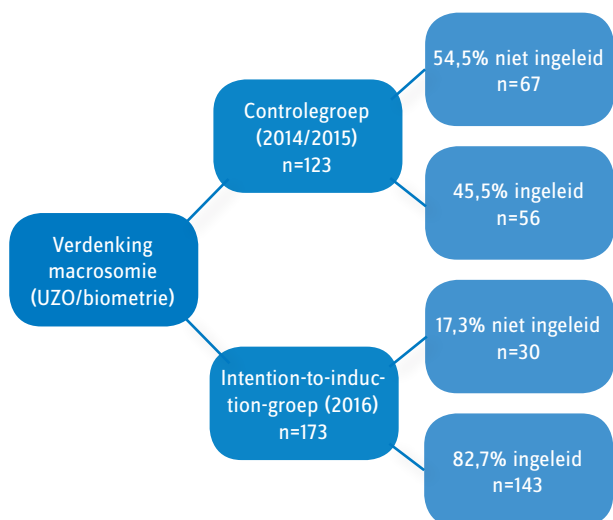 Verdenking
macrosomie
(UZO/biometrie)
Controlegroep
(2014/2015)
n=123
54,5% niet ingeleid
n=67
45,5% ingeleid
n=56
Intention-to-induc-
tion-groep (2016)
n=173
17,3% niet ingeleid
n=30
82,7% ingeleid
n=143